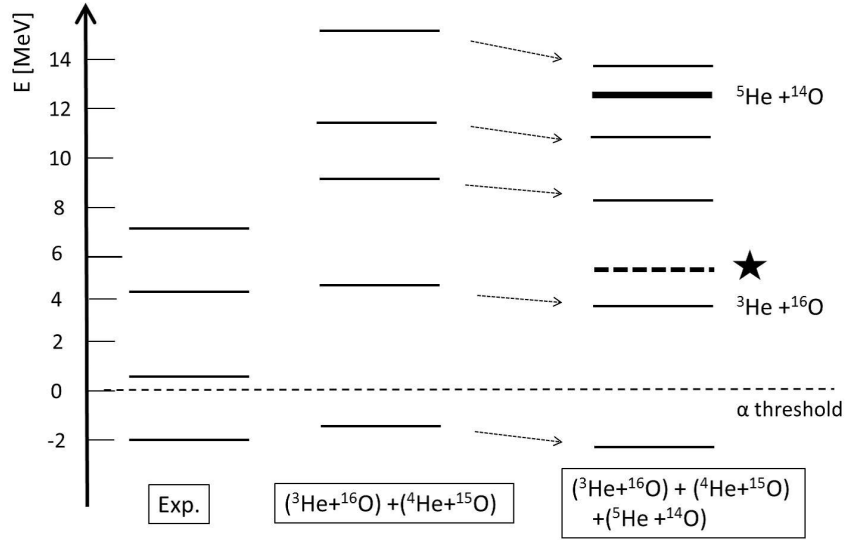 E [MeV]
14
12
10
8
6
4
2
0
-2
⁵He +¹⁴O
³He +¹⁶O
α threshold
Exp.
(³He+¹⁶O) +(⁴He+¹⁵O)
(³He+¹⁶O) + (⁴He+¹⁵O)
+(⁵He +¹⁴O)